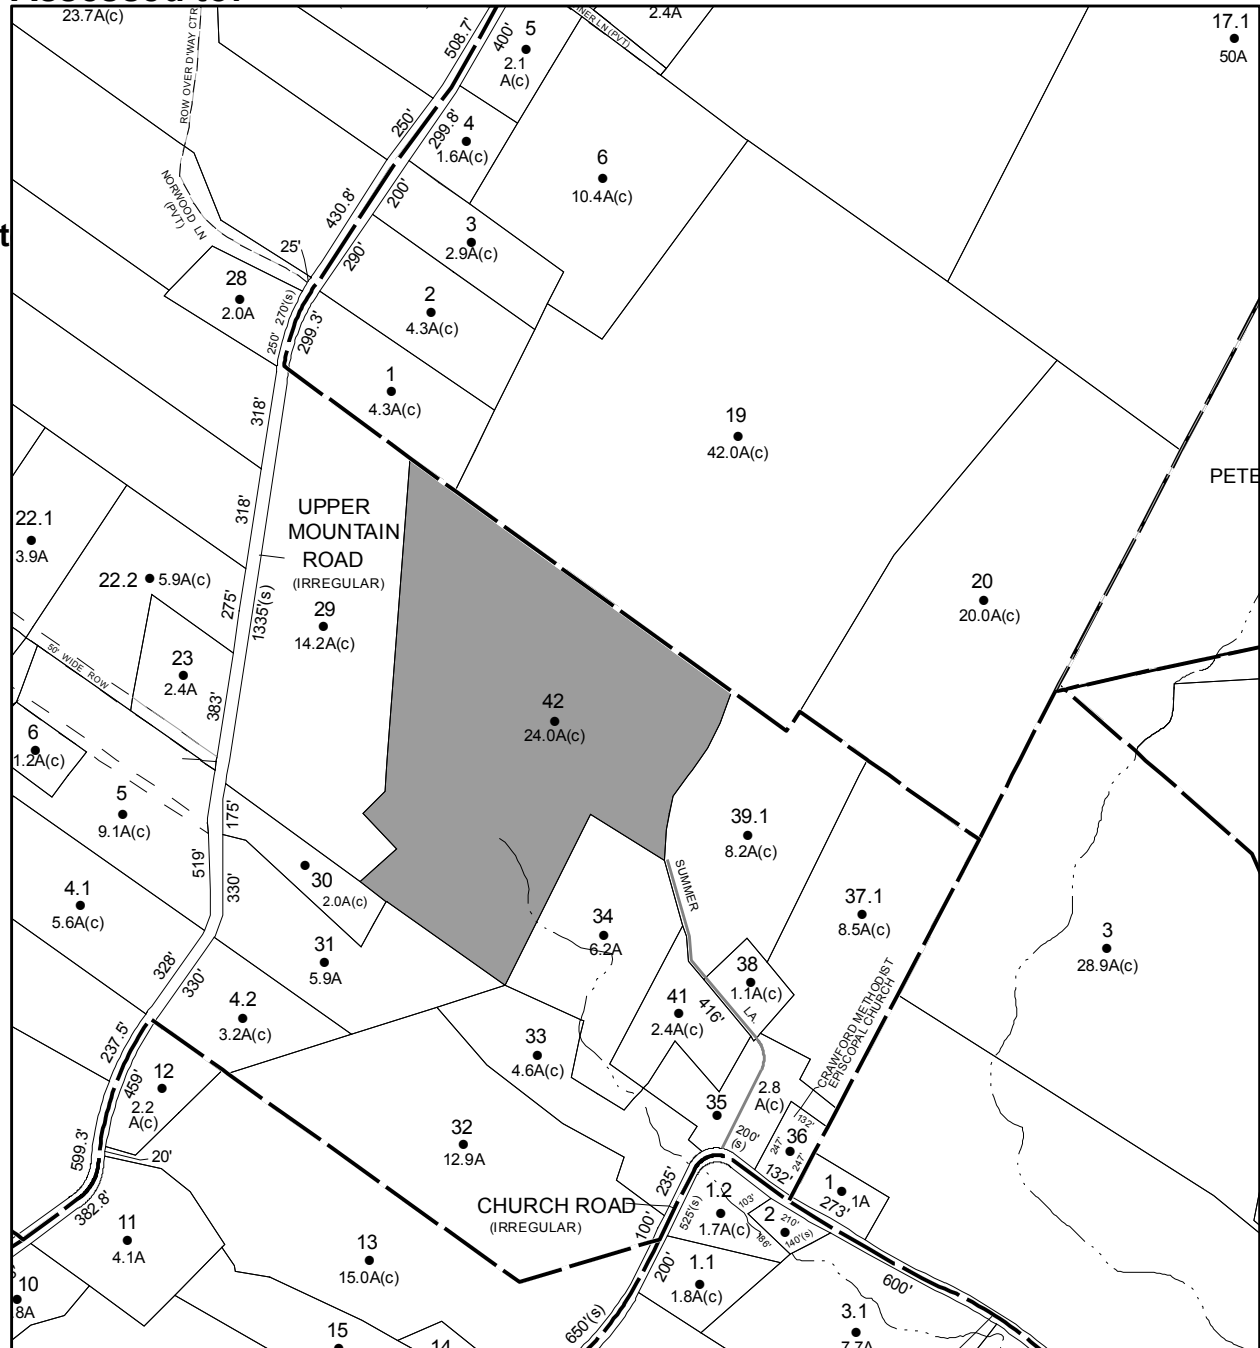 23.7A(c)
ROW OVER D'WAY CTR
508.7'
400'
5
2.1
A(c)
2.4A
17.1
50A
250'
299.8'
4
1.6A(c)
6
10.4A(c)
NORWOOD LN
(PVT)
430.8'
200'
3
2.9A(c)
25'
290'
28
2.0A
270'(s)
250'
299.3'
2
4.3A(c)
1
4.3A(c)
318'
19
42.0A(c)
318'
UPPER
MOUNTAIN
ROAD
(IRREGULAR)
22.1
3.9A
22.2
5.9A(c)
275'
1335'(s)
29
14.2A(c)
20
20.0A(c)
50' WIDE ROW
23
2.4A
383'
42
24.0A(c)
6
1.2A(c)
5
9.1A(c)
175'
39.1
8.2A(c)
519'
330'
30
2.0A(c)
SUMMER
LA.
4.1
5.6A(c)
34
6.2A
37.1
8.5A(c)
3
28.9A(c)
31
5.9A
328'
330'
38
1.1A(c)
41
2.4A(c)
416'
CRAWFORD METHODIST
EPISCOPAL CHURCH
4.2
3.2A(c)
237.5'
33
4.6A(c)
459'
12
2.2
A(c)
2.8
A(c)
35
200'
(s)
132'
36
247'
247'
132'
32
12.9A
599.3'
20'
235'
1
1A
273'
CHURCH ROAD
(IRREGULAR)
1.2
1.7A(c)
103'
525'(s)
2
210'
140'(s)
186'
100'
382.8'
11
4.1A
13
15.0A(c)
200'
1.1
1.8A(c)
600'
10
8A
650'(s)
3.1
7.7A
15
14